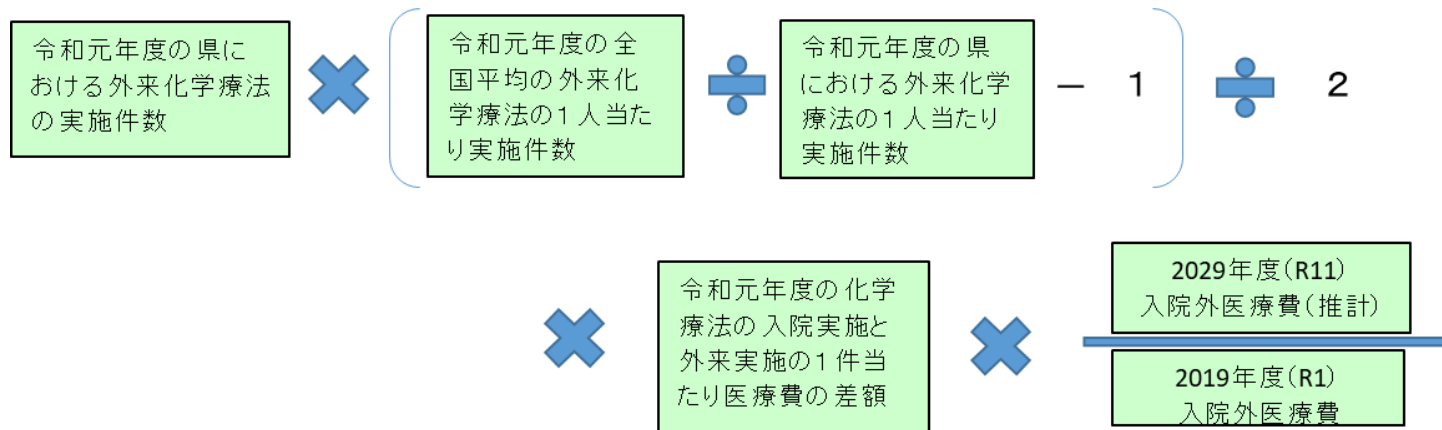 令和元年度の県に
おける外来化学療法
の実施件数
令和元年度の全
国平均の外来化
学療法の1人当た
り実施件数
令和元年度の県
における外来化学
療法の1人当たり
実施件数
－ 1
2
令和元年度の化学
療法の入院実施と
外来実施の1件当
たり医療費の差額
2029年度(R11)
入院外医療費(推計)
2019年度(R1)
入院外医療費